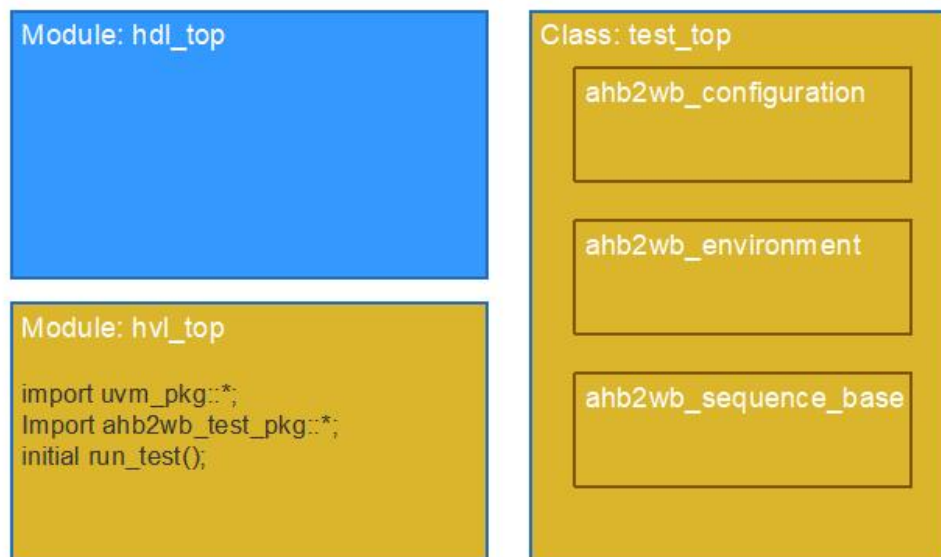 Module: hdl_top
Module: hvl_top
import uvm_pkg::*;
Import ahb2wb_test_pkg::*;
initial run_test();
Class: test_top
ahb2wb_configuration
ahb2wb_environment
ahb2wb_sequence_base